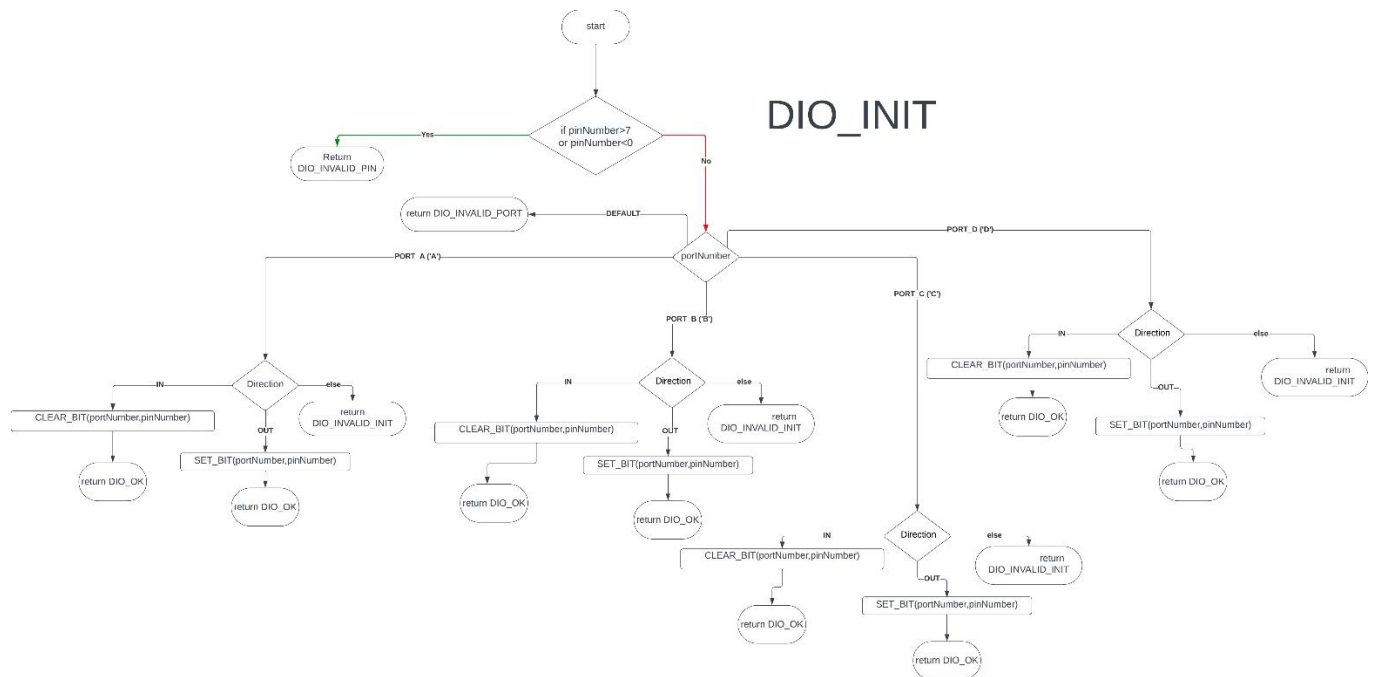 start
DIO_INIT
if pinNumber>7
or pinNumber<0
Yes
No
Return
DIO_INVALID_PIN
return DIO_INVALID_PORT
DEFAULT
portNumber
PORT_A ('A')
PORT_B ('B')
PORT_C ('C')
PORT_D ('D')
Direction
IN
else
OUT
CLEAR_BIT(portNumber,pinNumber)
return
DIO_INVALID_INIT
SET_BIT(portNumber,pinNumber)
return DIO_OK
return DIO_OK
Direction
IN
else
OUT
CLEAR_BIT(portNumber,pinNumber)
return
DIO_INVALID_INIT
SET_BIT(portNumber,pinNumber)
return DIO_OK
return DIO_OK
Direction
IN
else
OUT
CLEAR_BIT(portNumber,pinNumber)
return
DIO_INVALID_INIT
SET_BIT(portNumber,pinNumber)
return DIO_OK
return DIO_OK
Direction
IN
else
OUT
CLEAR_BIT(portNumber,pinNumber)
return
DIO_INVALID_INIT
SET_BIT(portNumber,pinNumber)
return DIO_OK
return DIO_OK